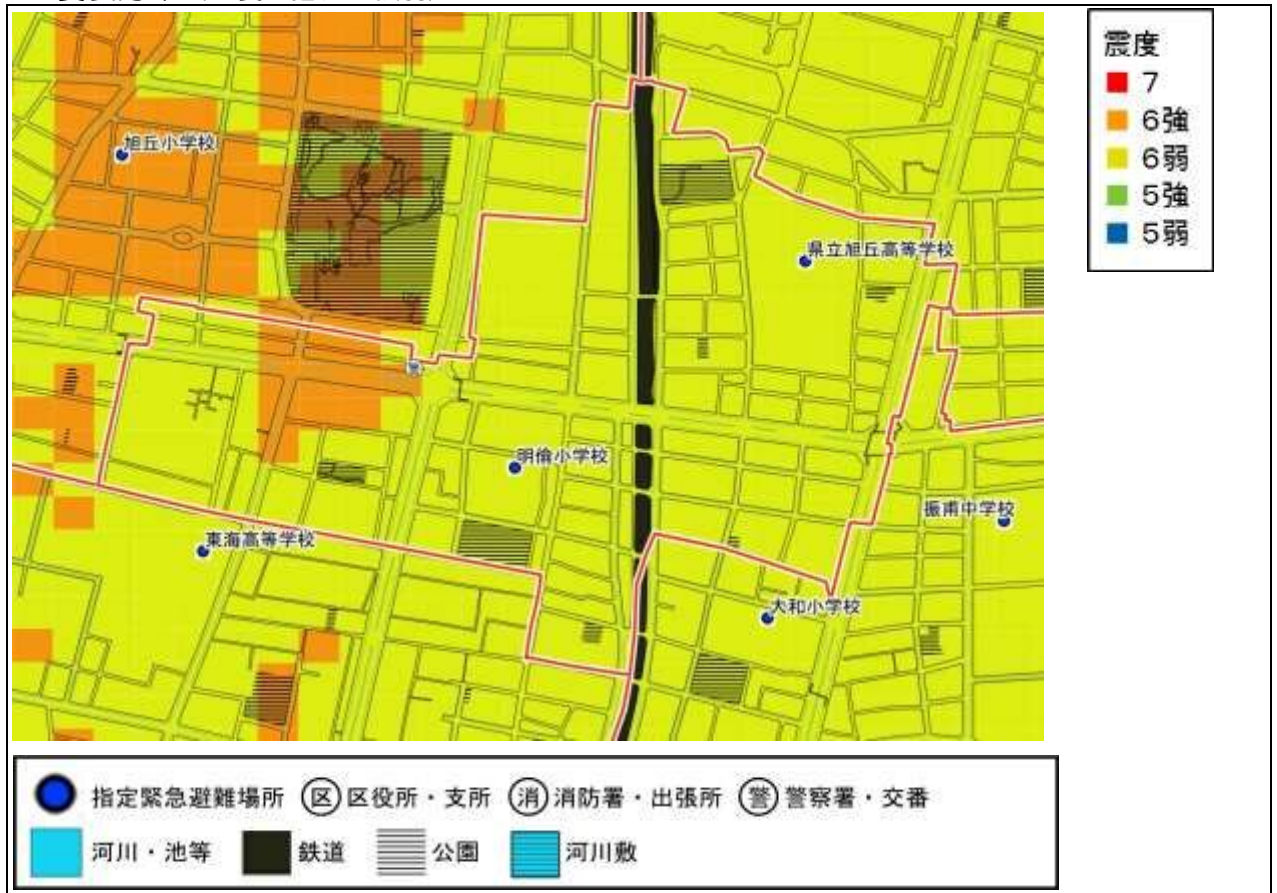 震度
7
6強
6弱
5強
5弱
旭丘小学校
県立旭丘高等学校
警
明倫小学校
振甫中学校
東海高等学校
大和小学校
指定緊急避難場所 区 区役所・支所 消 消防署・出張所 警 警察署・交番
河川・池等 鉄道 公園 河川敷